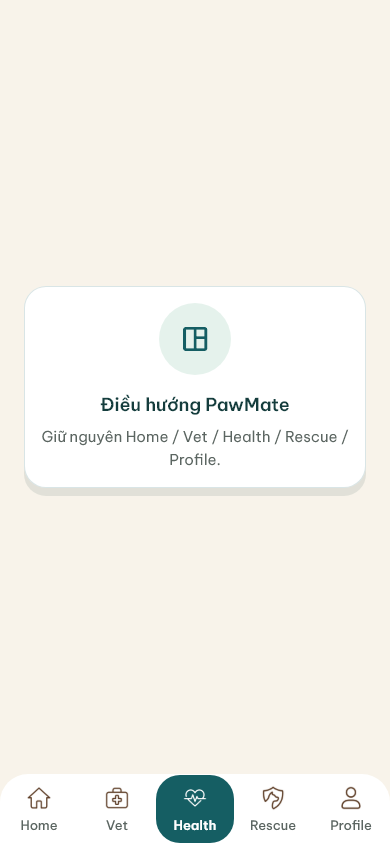 Điều hướng PawMate
Giữ nguyên Home / Vet / Health / Rescue /
Profile.
Home
Vet
Health
Rescue
Profile